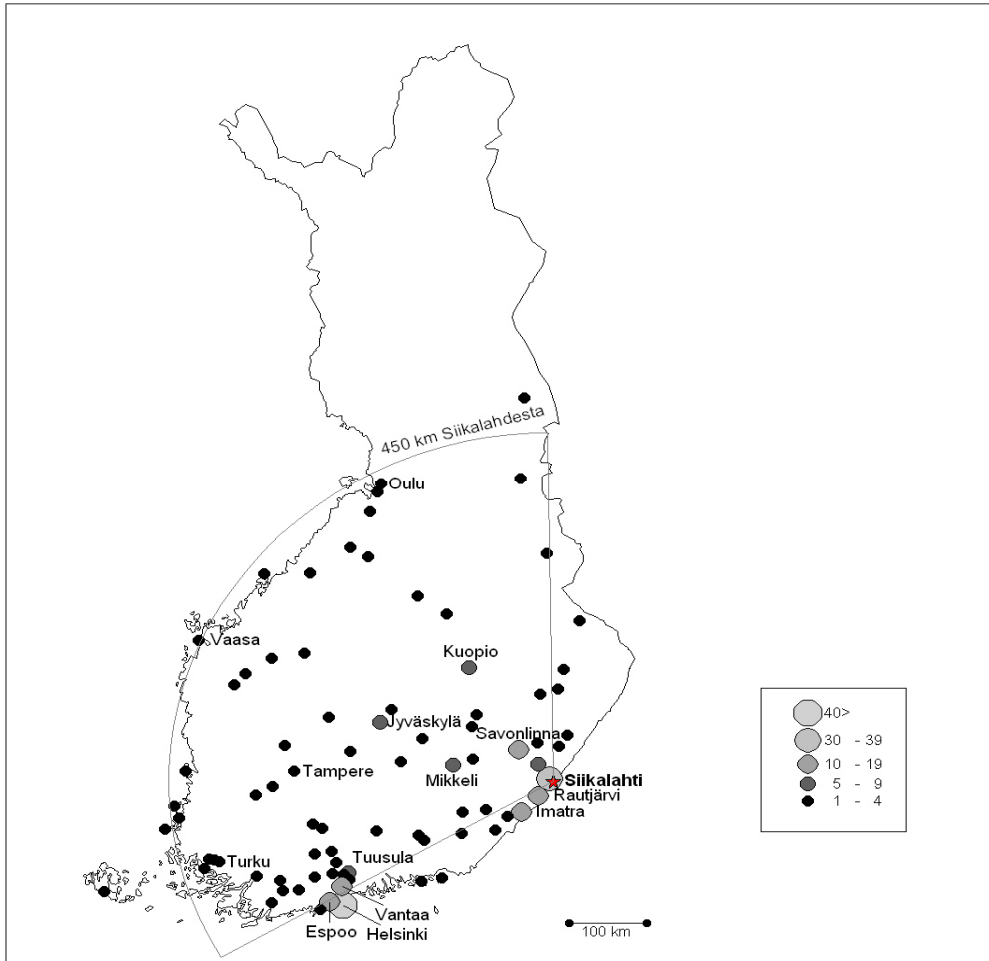 450 km Siikalahdesta
Oulu
Vaasa
Kuopio
Jyväskylä
Savonlinna
Tampere
Mikkeli
Siikalahti
Rautjärvi
Imatra
Turku
Tuusula
Vantaa
Espoo
Helsinki
40>
30 - 39
10 - 19
5 - 9
1 - 4
100 km